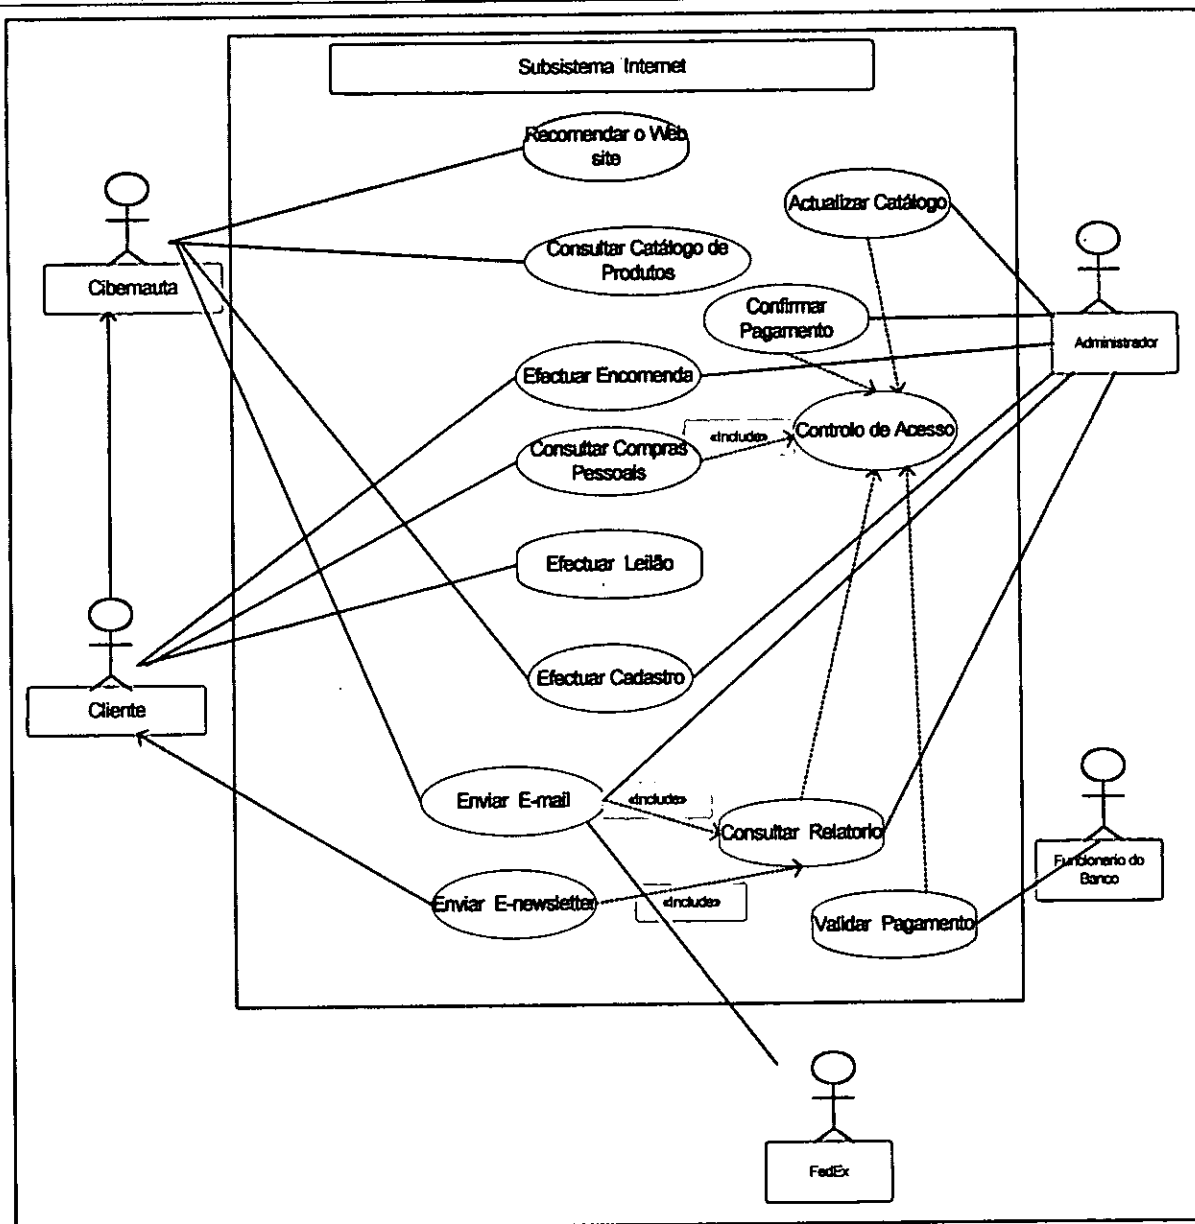 Subsistema Internet
Recomendar o Web
site
Actualizar Catálogo
Consultar Catálogo de
Produtos
Cibernauta
Confirmar
Pagamento
Administrador
Efectuar Encomenda
Controlo de Acesso
«Include»
Consultar Compras
Pessoais
Efectuar Leilão
Efectuar Cadastro
Cliente
Enviar E-mail
«Include»
Consultar Relatorio
Funcionario do
Banco
Enviar E-newsletter
«Include»
Validar Pagamento
FedEx